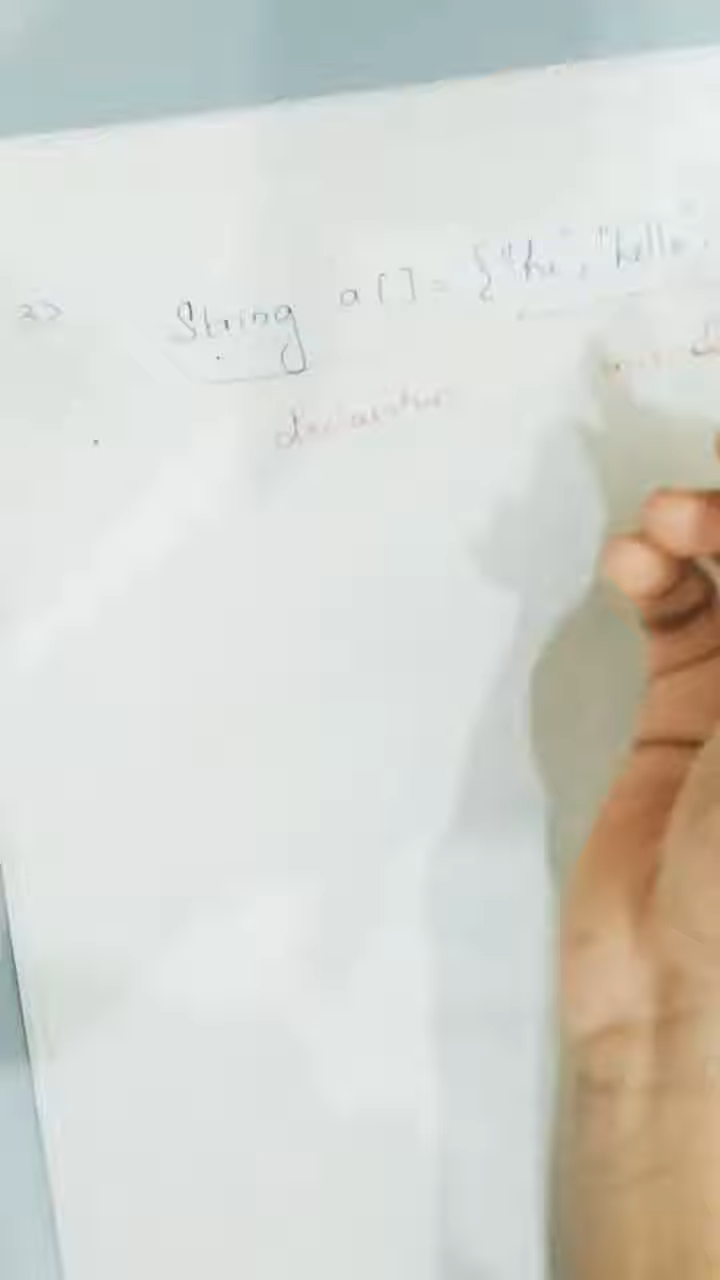 2)
String a[] = {"hi", "hello",
declaration